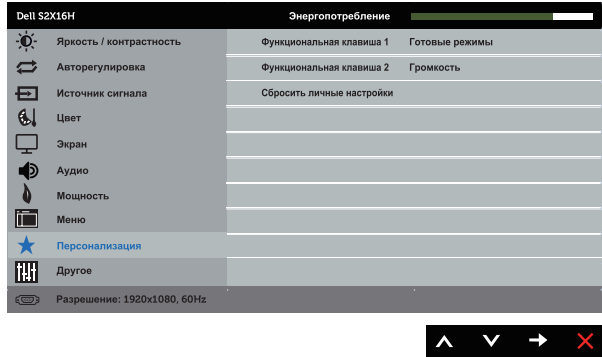 Dell S2X16H Энергопотребление
Яркость / контрастность Функциональная клавиша 1 Готовые режимы
Авторегулировка Функциональная клавиша 2 Громкость
Источник сигнала Сбросить личные настройки
Цвет
Экран
Аудио
Мощность
Меню
Персонализация
Другое
Разрешение: 1920x1080, 60Hz